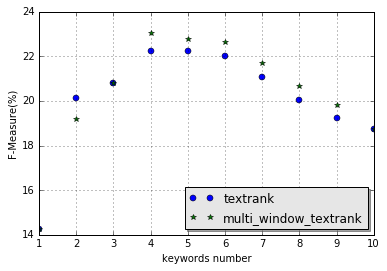 24
22
20
18
16
14
F-Measure(%)
textrank
multi_window_textrank
1 2 3 4 5 6 7 8 9 10
keywords number